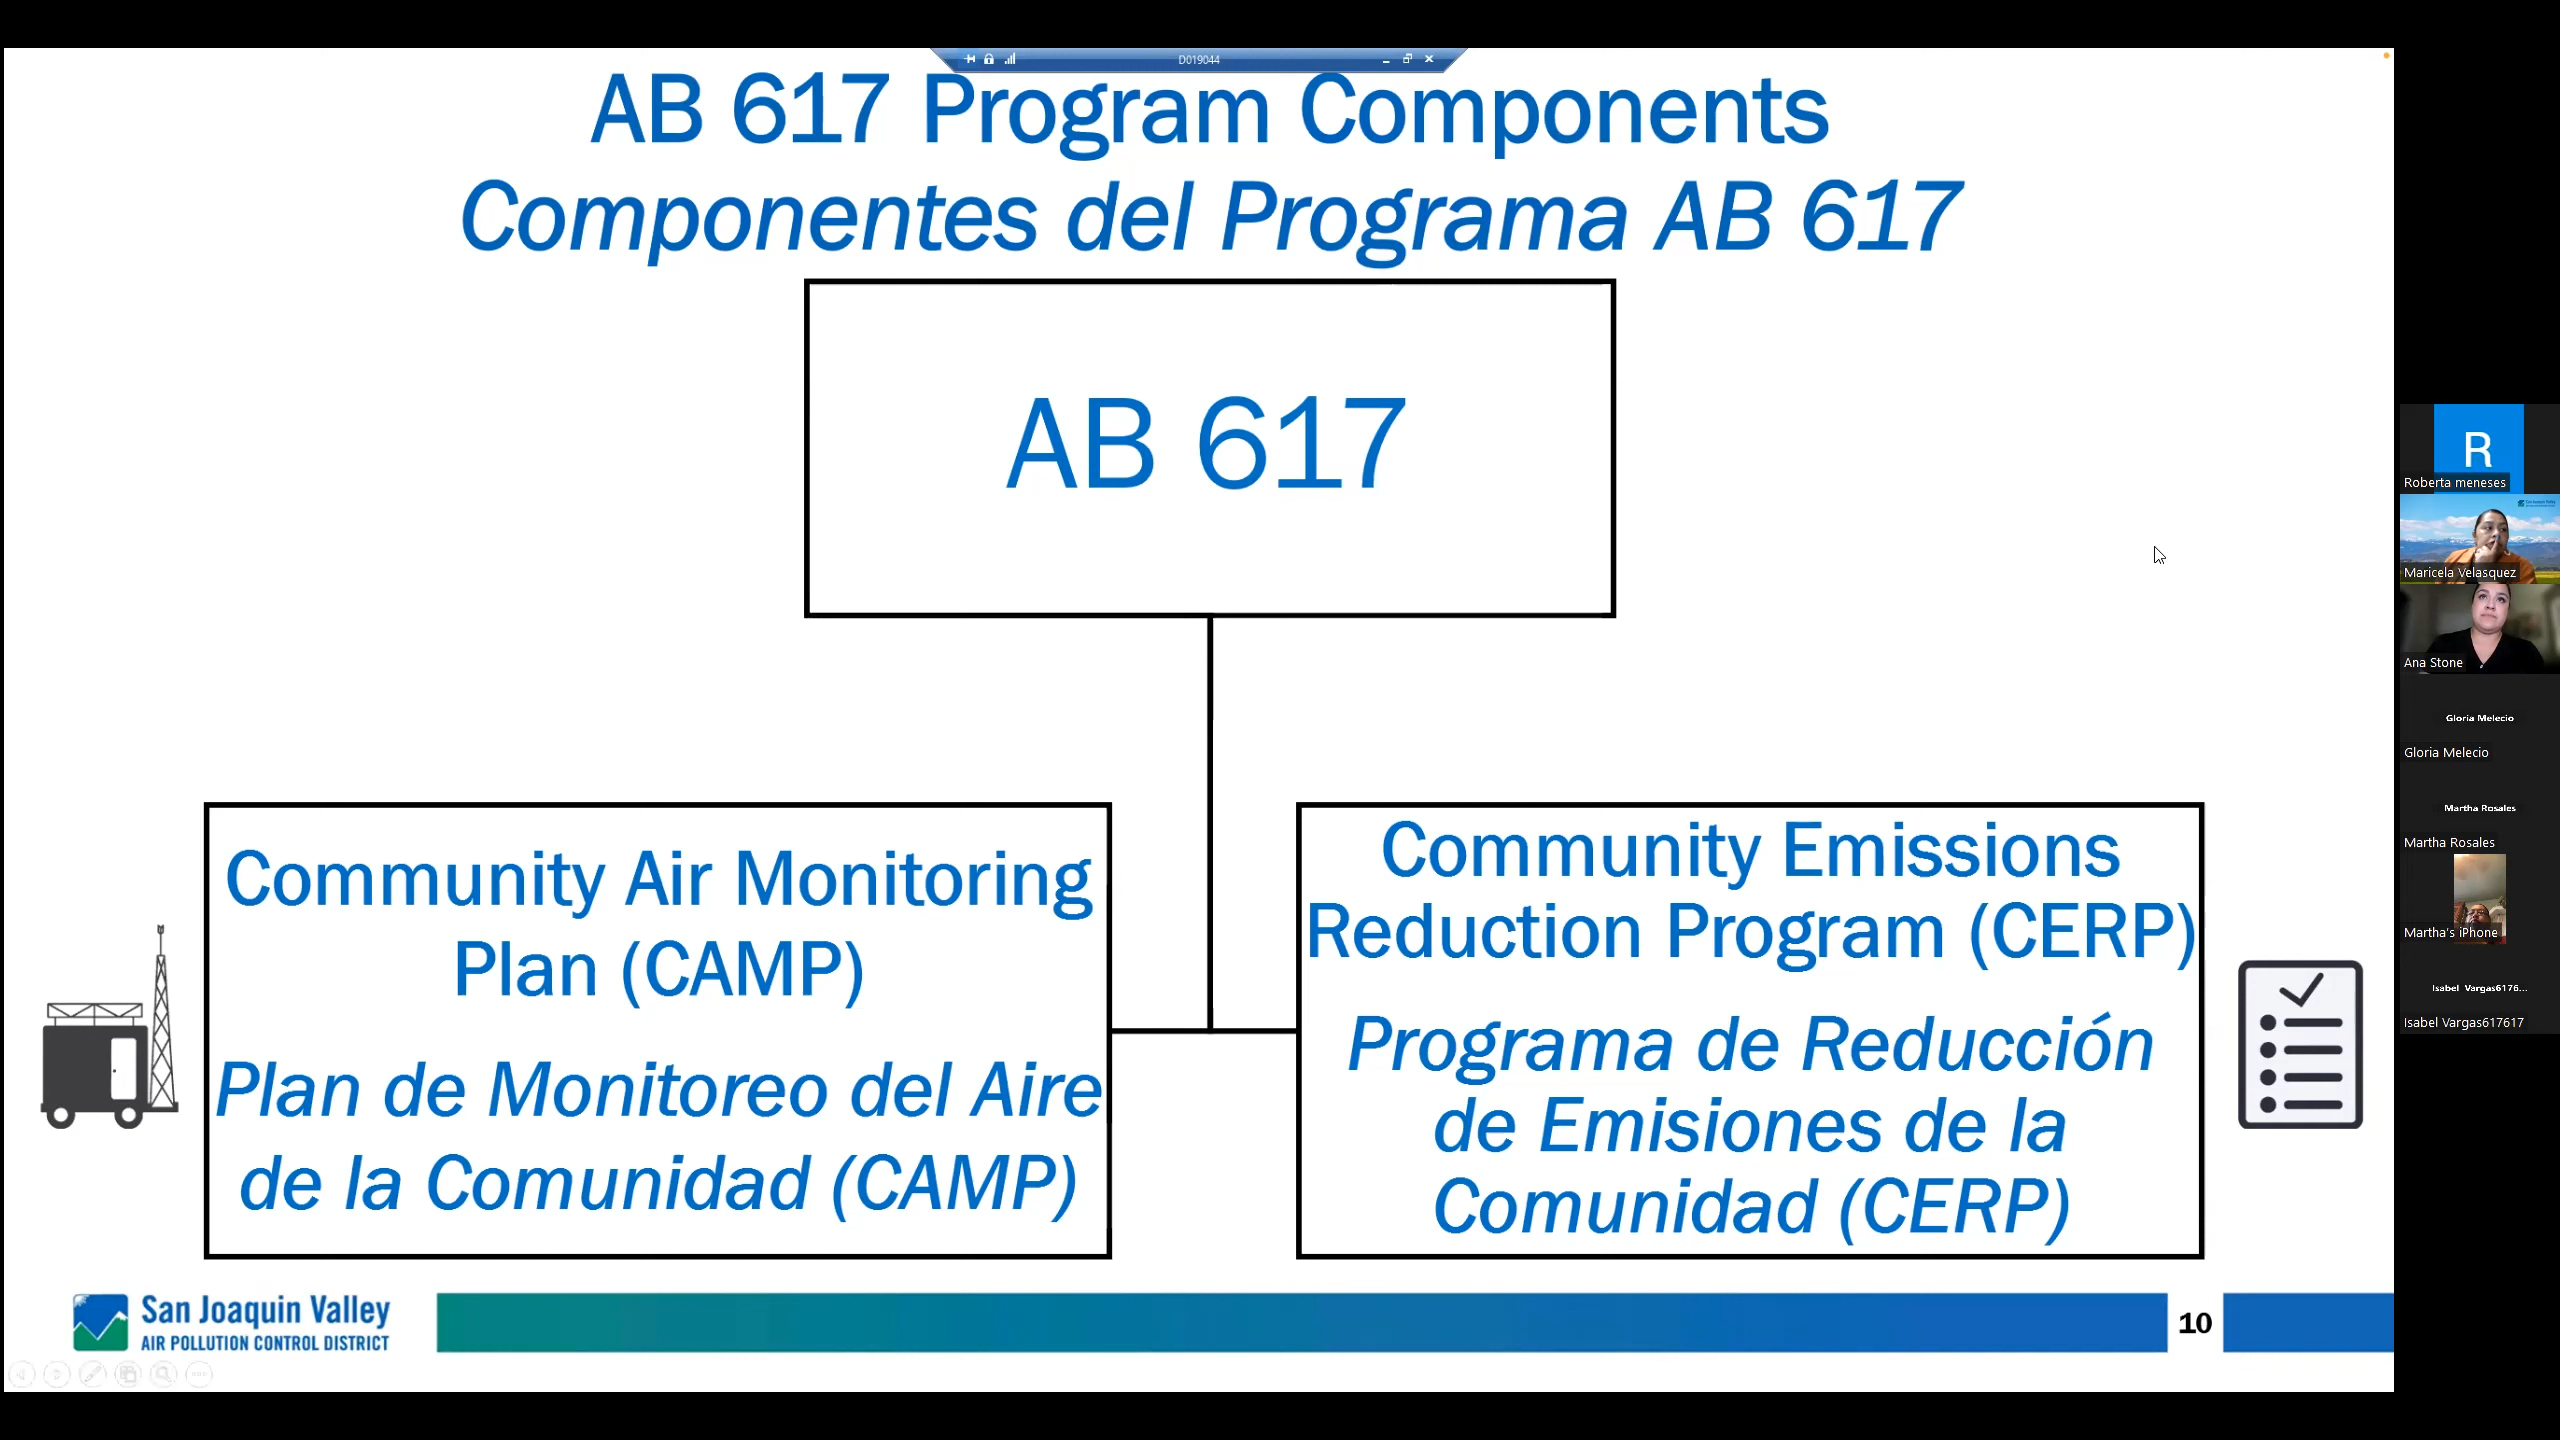 D019044
AB 617 Program Components
Componentes del Programa AB 617
AB 617
Community Air Monitoring
Plan (CAMP)
Plan de Monitoreo del Aire
de la Comunidad (CAMP)
Community Emissions
Reduction Program (CERP)
Programa de Reducción
de Emisiones de la
Comunidad (CERP)
San Joaquin Valley
AIR POLLUTION CONTROL DISTRICT
10
R
Roberta meneses
Maricela Velasquez
Ana Stone
Gloria Melecio
Gloria Melecio
Martha Rosales
Martha Rosales
Martha's iPhone
Isabel Vargas6176...
Isabel Vargas617617